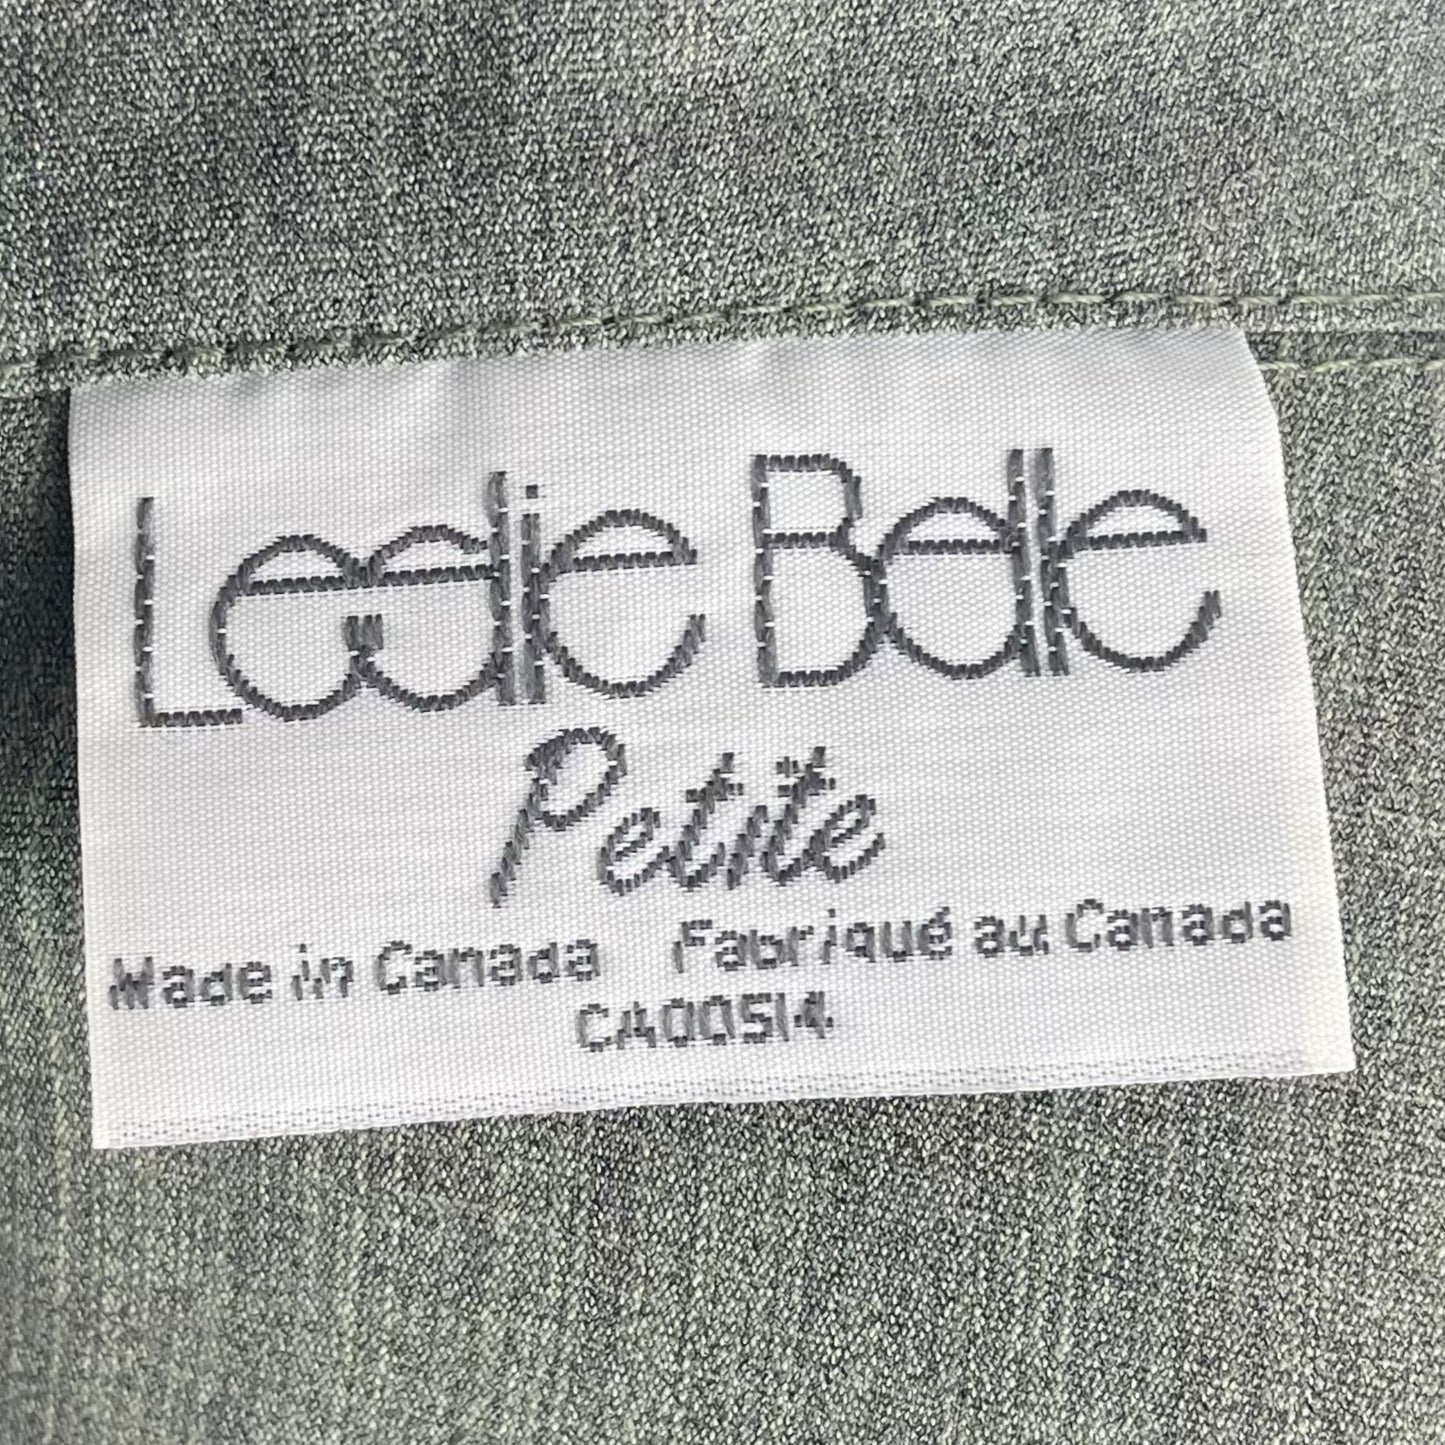 Leslie Belle
Petite
Made in Canada Fabriqué au Canada
CA00514